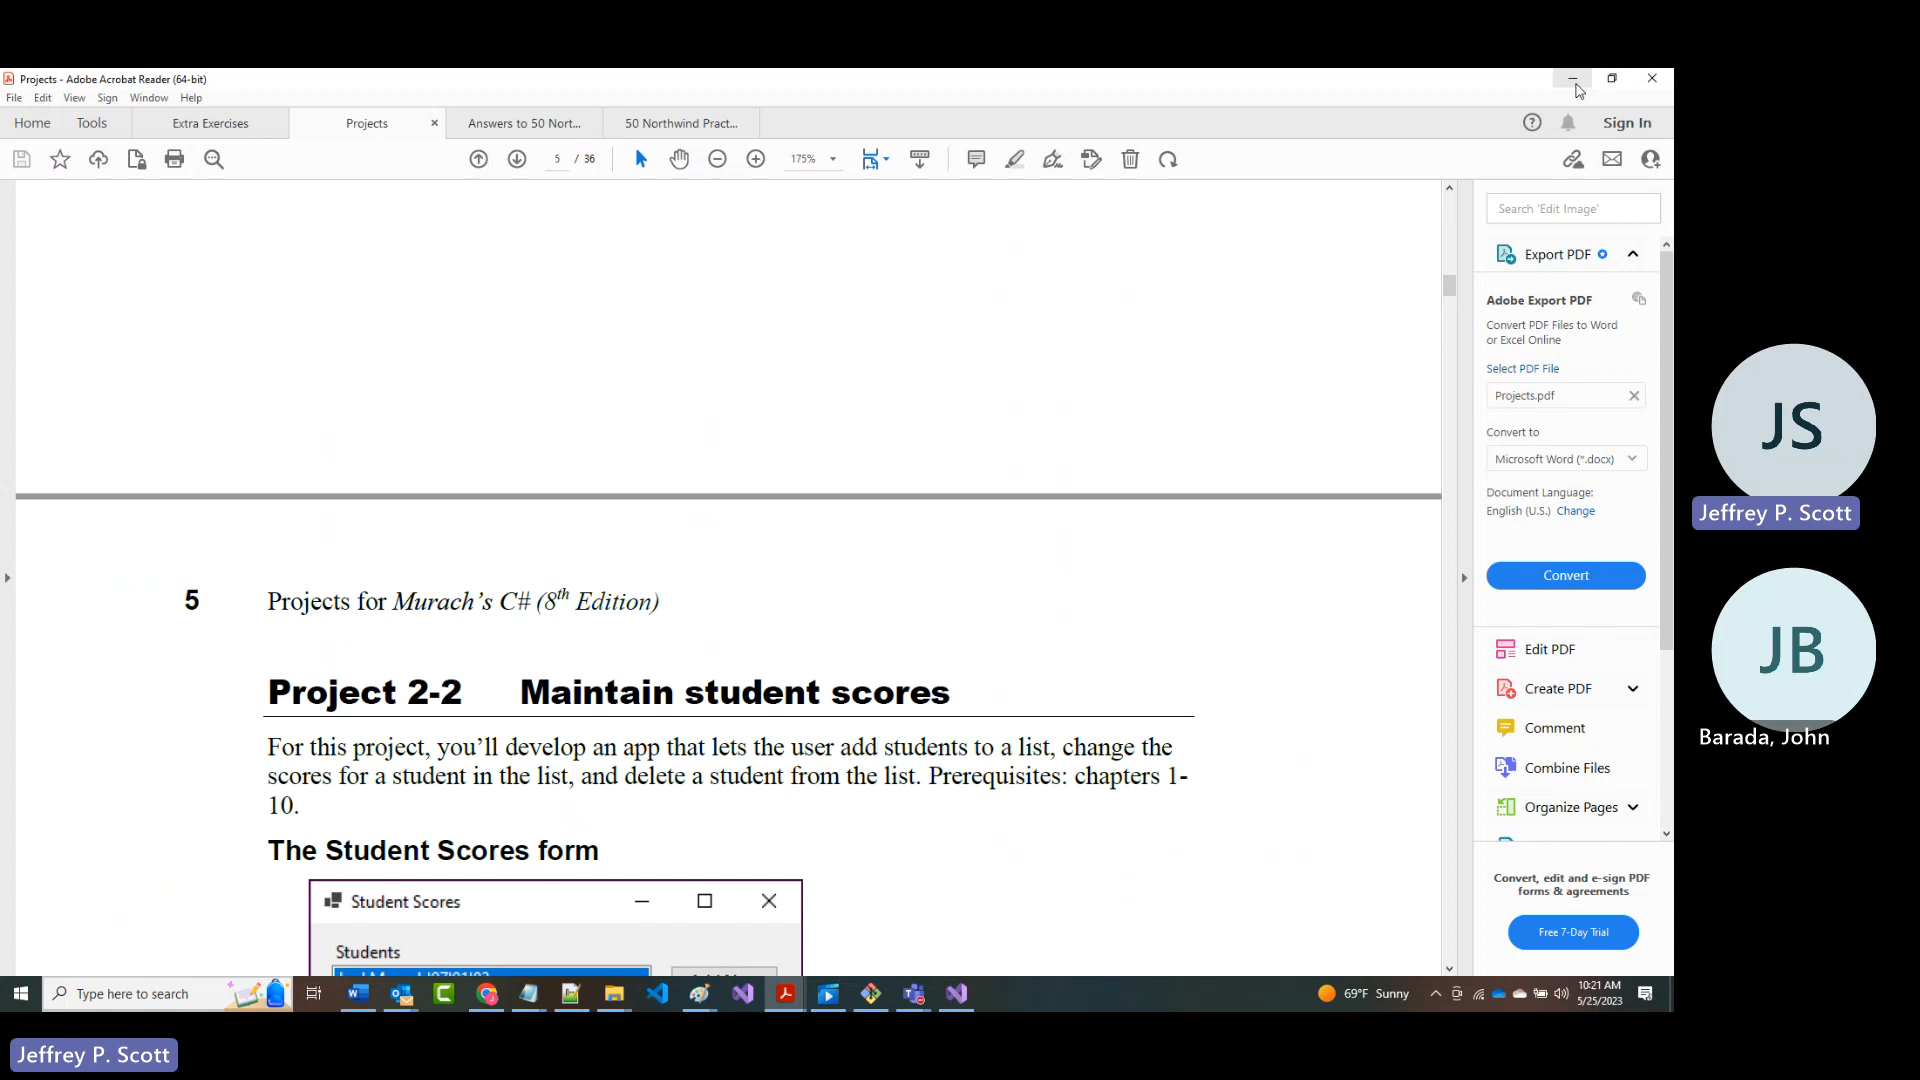 Projects - Adobe Acrobat Reader (64-bit)
File Edit View Sign Window Help
Home Tools Extra Exercises Projects Answers to 50 Nort... 50 Northwind Pract... Sign In
5 / 36 175%
Search 'Edit Image'
Export PDF
Adobe Export PDF
Convert PDF Files to Word
or Excel Online
Select PDF File
Projects.pdf
Convert to
Microsoft Word (*.docx)
Document Language:
English (U.S.) Change
Convert
Edit PDF
Create PDF
Comment
Combine Files
Organize Pages
Convert, edit and e-sign PDF
forms & agreements
Free 7-Day Trial
5 Projects for Murach's C# (8th Edition)
Project 2-2 Maintain student scores
For this project, you'll develop an app that lets the user add students to a list, change the
scores for a student in the list, and delete a student from the list. Prerequisites: chapters 1-
10.
The Student Scores form
Student Scores
Students
JS
Jeffrey P. Scott
JB
Barada, John
Type here to search
69°F Sunny
10:21 AM
5/25/2023
Jeffrey P. Scott